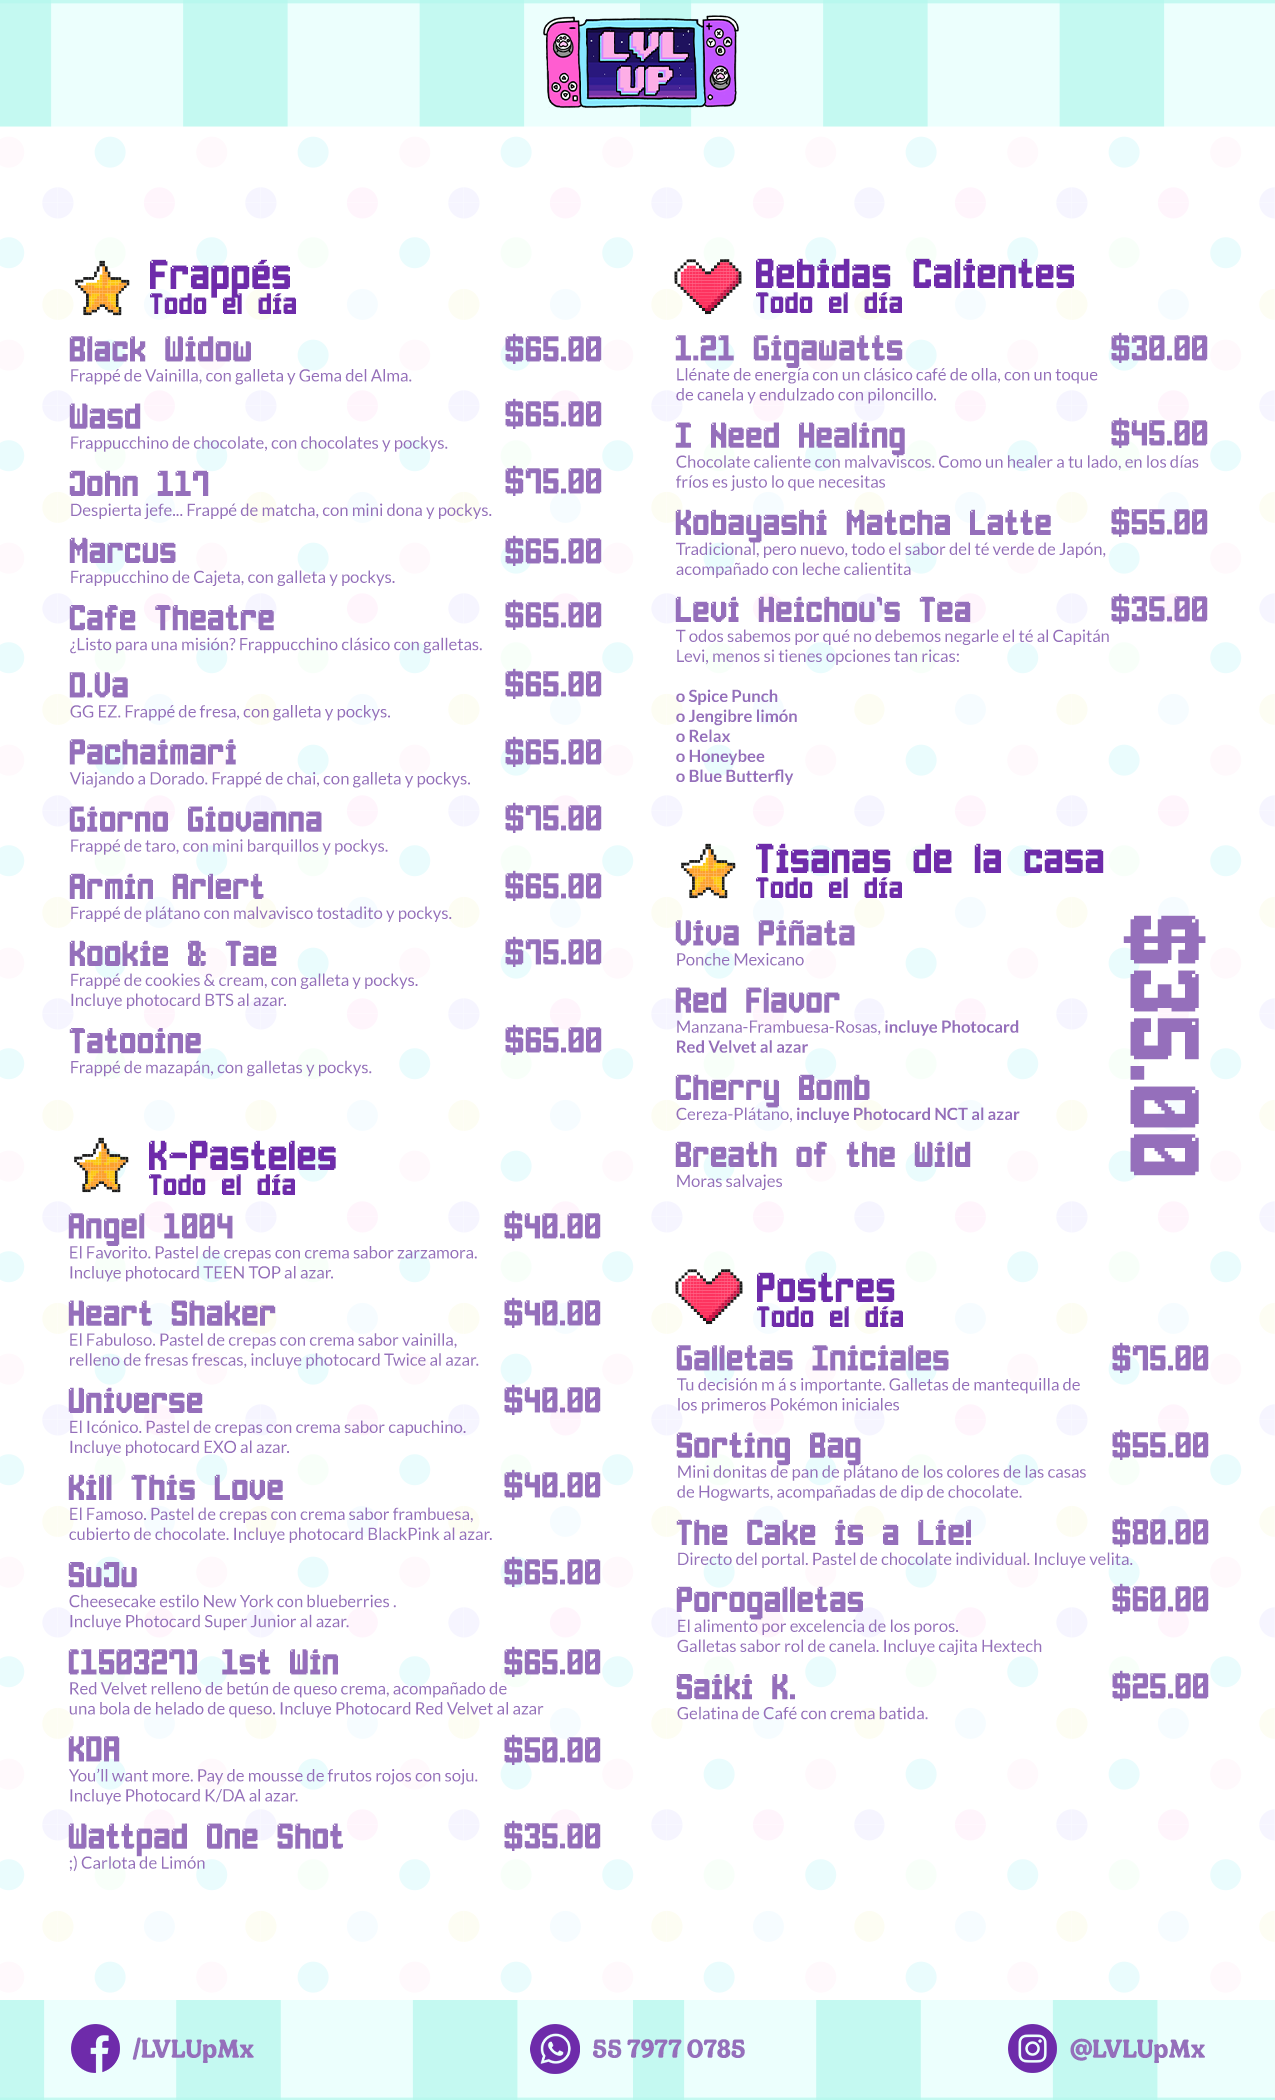 LVL
UP
Frappés
Todo el día
Black Widow $65.00
Frappé de Vainilla, con galleta y Gema del Alma.
Wasd $65.00
Frappucchino de chocolate, con chocolates y pockys.
John 117 $75.00
Despierta jefe... Frappé de matcha, con mini dona y pockys.
Marcus $65.00
Frappucchino de Cajeta, con galleta y pockys.
Cafe Theatre $65.00
¿Listo para una misión? Frappucchino clásico con galletas.
D.Va $65.00
GG EZ. Frappé de fresa, con galleta y pockys.
Pachaimari $65.00
Viajando a Dorado. Frappé de chai, con galleta y pockys.
Giorno Giovanna $75.00
Frappé de taro, con mini barquillos y pockys.
Armin Arlert $65.00
Frappé de plátano con malvavisco tostadito y pockys.
Kookie & Tae $75.00
Frappé de cookies & cream, con galleta y pockys.
Incluye photocard BTS al azar.
Tatooine $65.00
Frappé de mazapán, con galletas y pockys.
K-Pasteles
Todo el día
Angel 1004 $40.00
El Favorito. Pastel de crepas con crema sabor zarzamora.
Incluye photocard TEEN TOP al azar.
Heart Shaker $40.00
El Fabuloso. Pastel de crepas con crema sabor vainilla,
relleno de fresas frescas, incluye photocard Twice al azar.
Universe $40.00
El Icónico. Pastel de crepas con crema sabor capuchino.
Incluye photocard EXO al azar.
Kill This Love $40.00
El Famoso. Pastel de crepas con crema sabor frambuesa,
cubierto de chocolate. Incluye photocard BlackPink al azar.
SuJu $65.00
Cheesecake estilo New York con blueberries .
Incluye Photocard Super Junior al azar.
(150327) 1st Win $65.00
Red Velvet relleno de betún de queso crema, acompañado de
una bola de helado de queso. Incluye Photocard Red Velvet al azar
KDA $50.00
You'll want more. Pay de mousse de frutos rojos con soju.
Incluye Photocard K/DA al azar.
Wattpad One Shot $35.00
;) Carlota de Limón
Bebidas Calientes
Todo el día
1.21 Gigawatts $30.00
Llénate de energía con un clásico café de olla, con un toque
de canela y endulzado con piloncillo.
I Need Healing $45.00
Chocolate caliente con malvaviscos. Como un healer a tu lado, en los días
fríos es justo lo que necesitas
Kobayashi Matcha Latte $55.00
Tradicional, pero nuevo, todo el sabor del té verde de Japón,
acompañado con leche calientita
Levi Heichou's Tea $35.00
T odos sabemos por qué no debemos negarle el té al Capitán
Levi, menos si tienes opciones tan ricas:
o Spice Punch
o Jengibre limón
o Relax
o Honeybee
o Blue Butterfly
Tisanas de la casa
Todo el día
$35.00
Viva Piñata
Ponche Mexicano
Red Flavor
Manzana-Frambuesa-Rosas, incluye Photocard
Red Velvet al azar
Cherry Bomb
Cereza-Plátano, incluye Photocard NCT al azar
Breath of the Wild
Moras salvajes
Postres
Todo el día
Galletas Iniciales $75.00
Tu decisión m á s importante. Galletas de mantequilla de
los primeros Pokémon iniciales
Sorting Bag $55.00
Mini donitas de pan de plátano de los colores de las casas
de Hogwarts, acompañadas de dip de chocolate.
The Cake is a Lie! $80.00
Directo del portal. Pastel de chocolate individual. Incluye velita.
Porogalletas $60.00
El alimento por excelencia de los poros.
Galletas sabor rol de canela. Incluye cajita Hextech
Saiki K. $25.00
Gelatina de Café con crema batida.
/LVLUpMx
55 7977 0785
@LVLUpMx